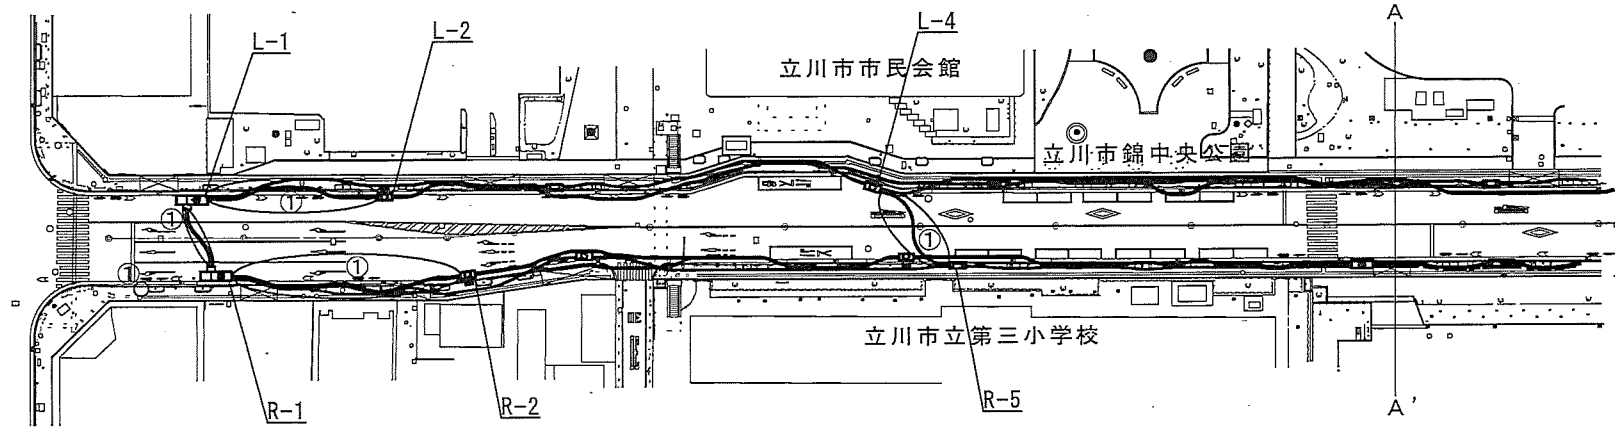 A
L-4
L-2
L-1
立川市市民会館
立川市錦中央公園
①
①
①
①
①
立川市立第三小学校
R-1
R-2
R-5
A'